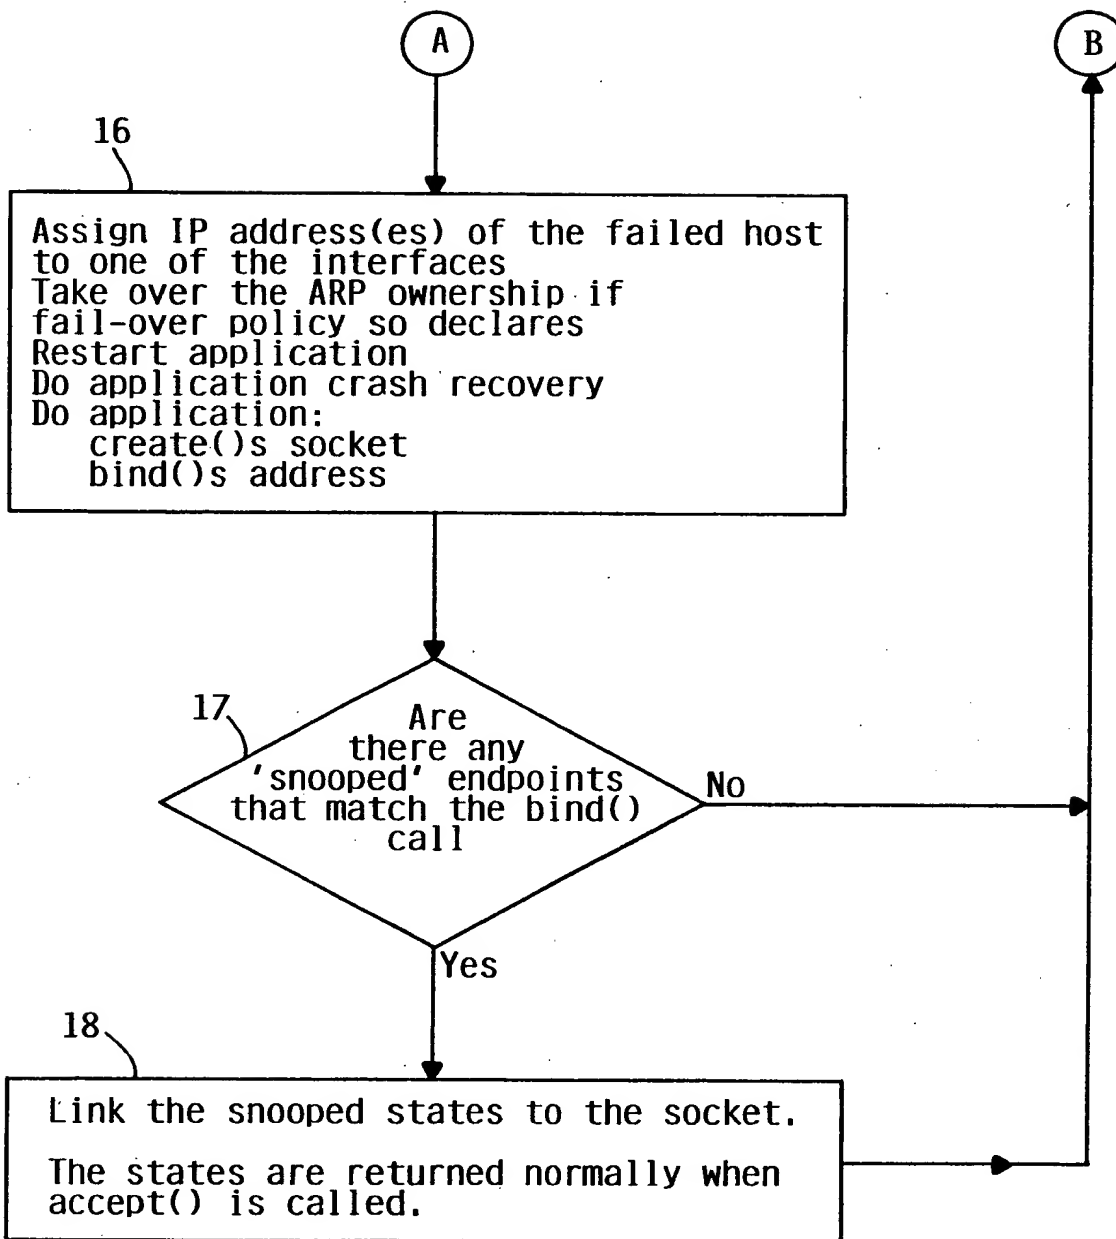 A
B
16
Assign IP address(es) of the failed host
to one of the interfaces
Take over the ARP ownership if
fail-over policy so declares
Restart application
Do application crash recovery
Do application:
create()s socket
bind()s address
17
Are
there any
'snooped' endpoints
that match the bind()
call
No
Yes
18
Link the snooped states to the socket.
The states are returned normally when
accept() is called.